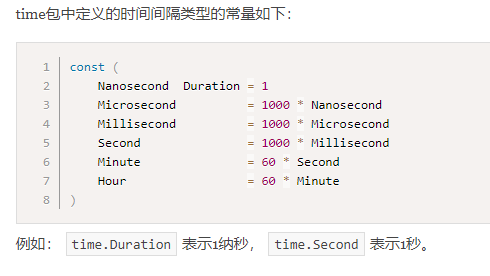 time包中定义的时间间隔类型的常量如下：
1 const (
2     Nanosecond  Duration = 1
3     Microsecond          = 1000 * Nanosecond
4     Millisecond          = 1000 * Microsecond
5     Second               = 1000 * Millisecond
6     Minute               = 60 * Second
7     Hour                 = 60 * Minute
8 )
例如： time.Duration 表示1纳秒， time.Second 表示1秒。